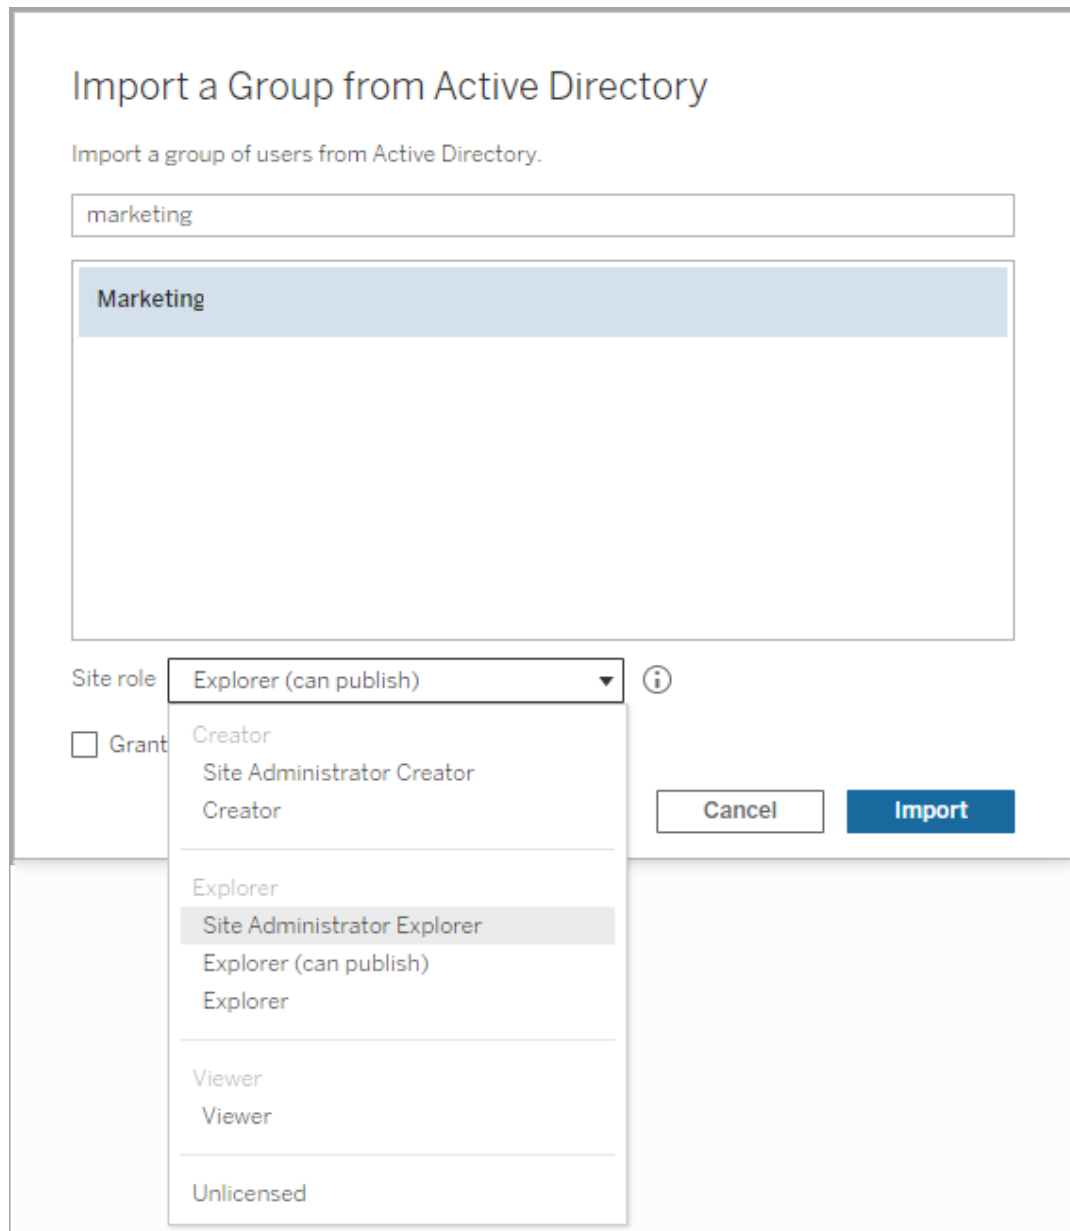 Import a Group from Active Directory
Import a group of users from Active Directory.
marketing
Marketing
Site role Explorer (can publish)
Grant
Creator
Site Administrator Creator
Creator
Cancel Import
Explorer
Site Administrator Explorer
Explorer (can publish)
Explorer
Viewer
Viewer
Unlicensed